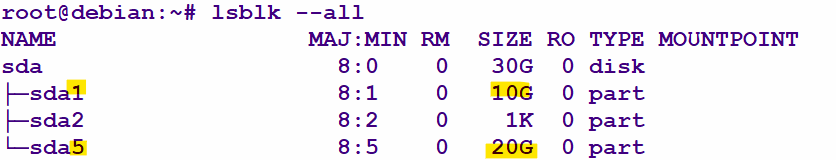 root@debian:~# lsblk --all
NAME                   MAJ:MIN RM  SIZE RO TYPE MOUNTPOINT
sda                      8:0    0   30G  0 disk
├─sda1                   8:1    0   10G  0 part
├─sda2                   8:2    0    1K  0 part
└─sda5                   8:5    0   20G  0 part